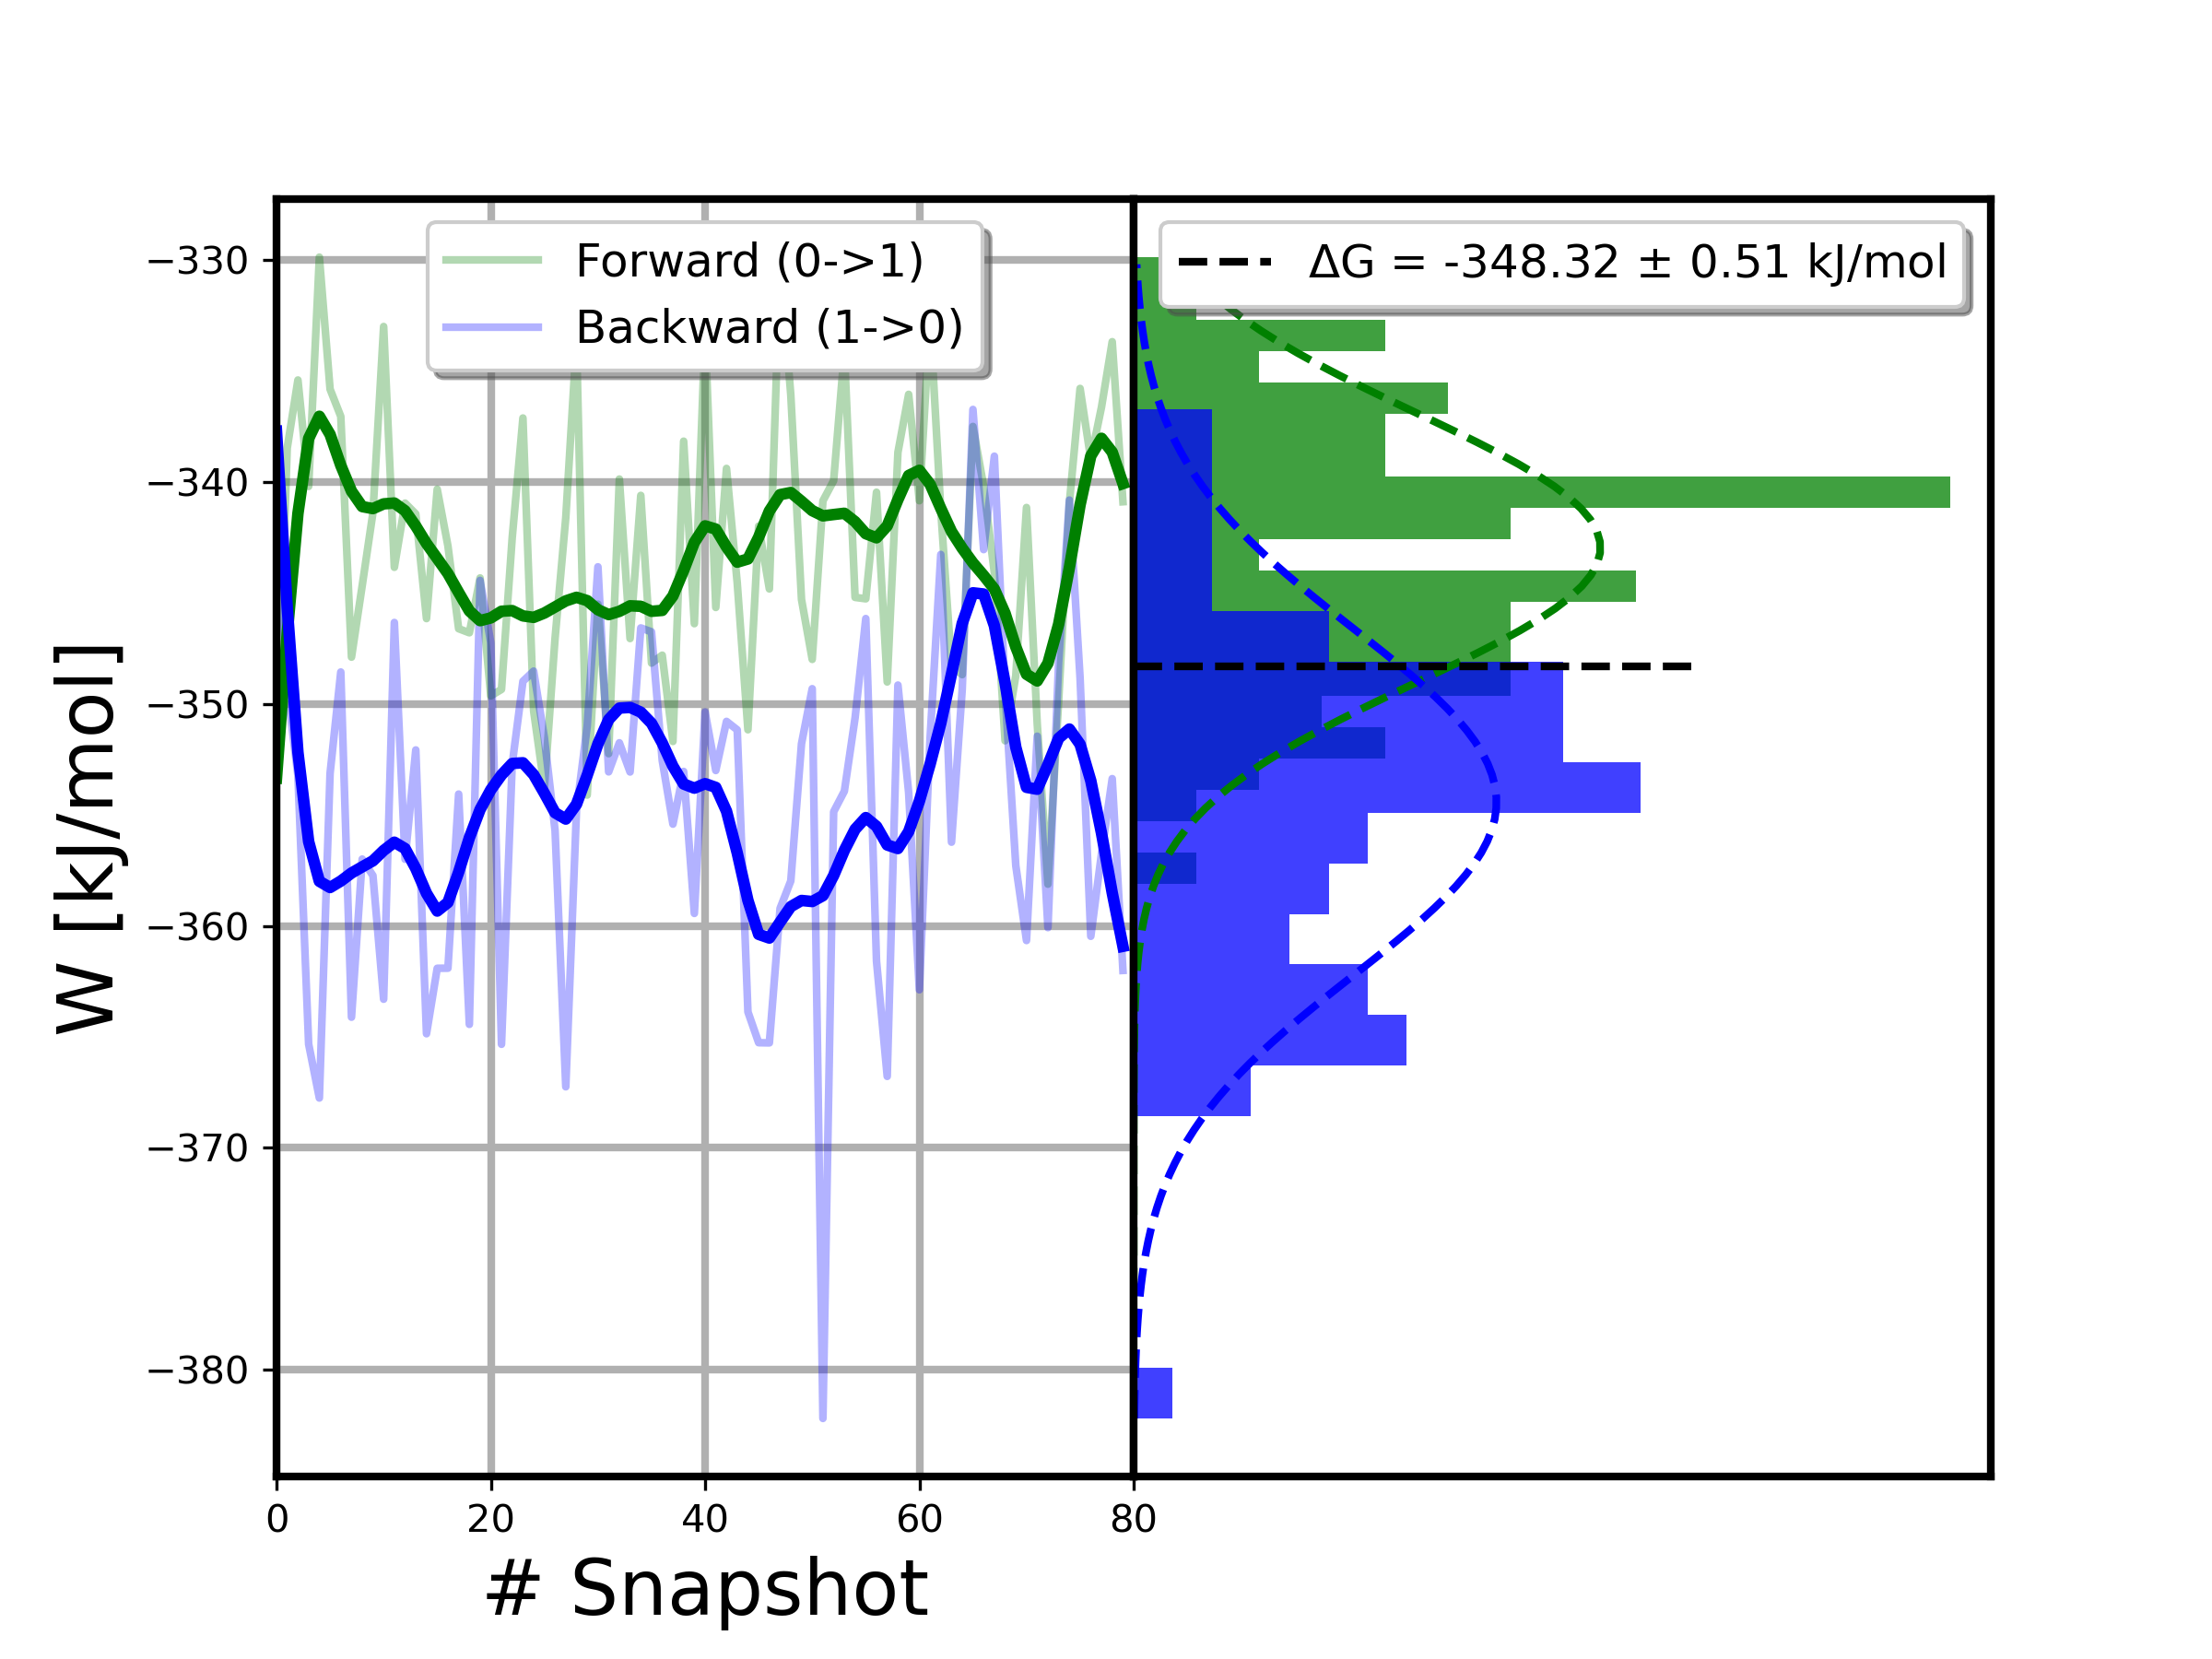 Forward (0->1)
Backward (1->0)
ΔG = -348.32 ± 0.51 kJ/mol
−330
−340
−350
−360
−370
−380
W [kJ/mol]
0
20
40
60
80
# Snapshot